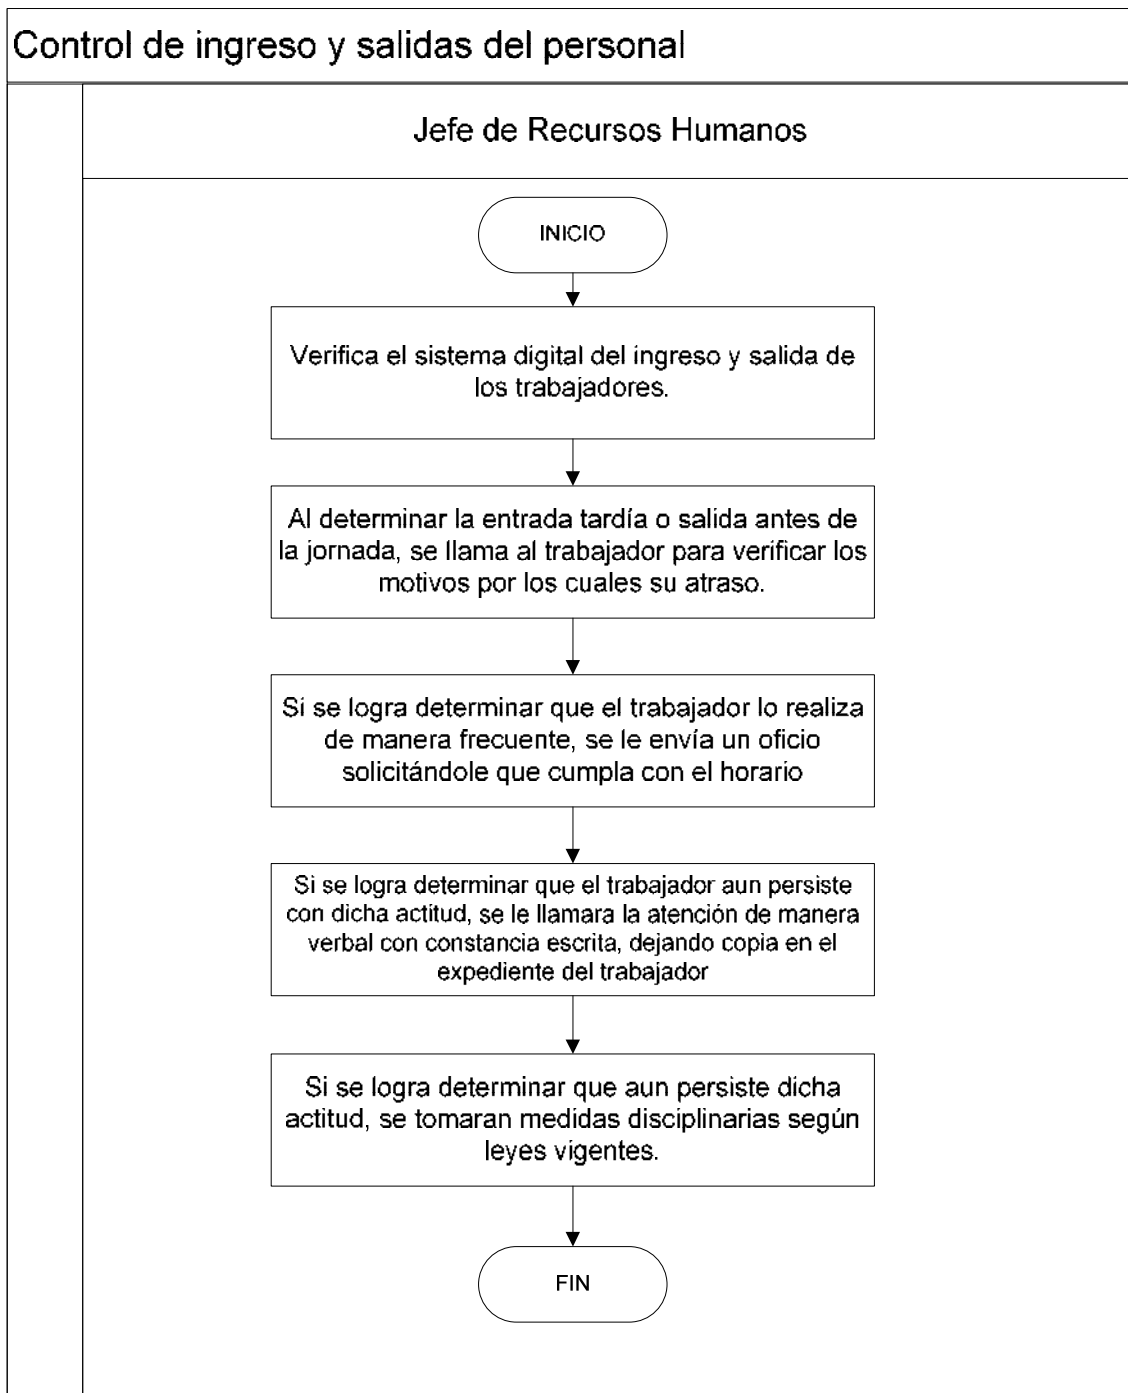 Control de ingreso y salidas del personal
Jefe de Recursos Humanos
INICIO
Verifica el sistema digital del ingreso y salida de
los trabajadores.
Al determinar la entrada tardía o salida antes de
la jornada, se llama al trabajador para verificar los
motivos por los cuales su atraso.
Si se logra determinar que el trabajador lo realiza
de manera frecuente, se le envía un oficio
solicitándole que cumpla con el horario
Si se logra determinar que el trabajador aun persiste
con dicha actitud, se le llamara la atención de manera
verbal con constancia escrita, dejando copia en el
expediente del trabajador
Si se logra determinar que aun persiste dicha
actitud, se tomaran medidas disciplinarias según
leyes vigentes.
FIN